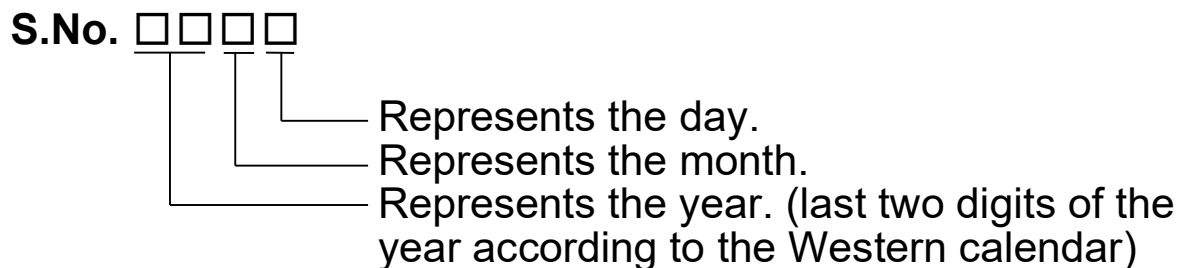 S.No. □□□□
Represents the day.
Represents the month.
Represents the year. (last two digits of the
year according to the Western calendar)